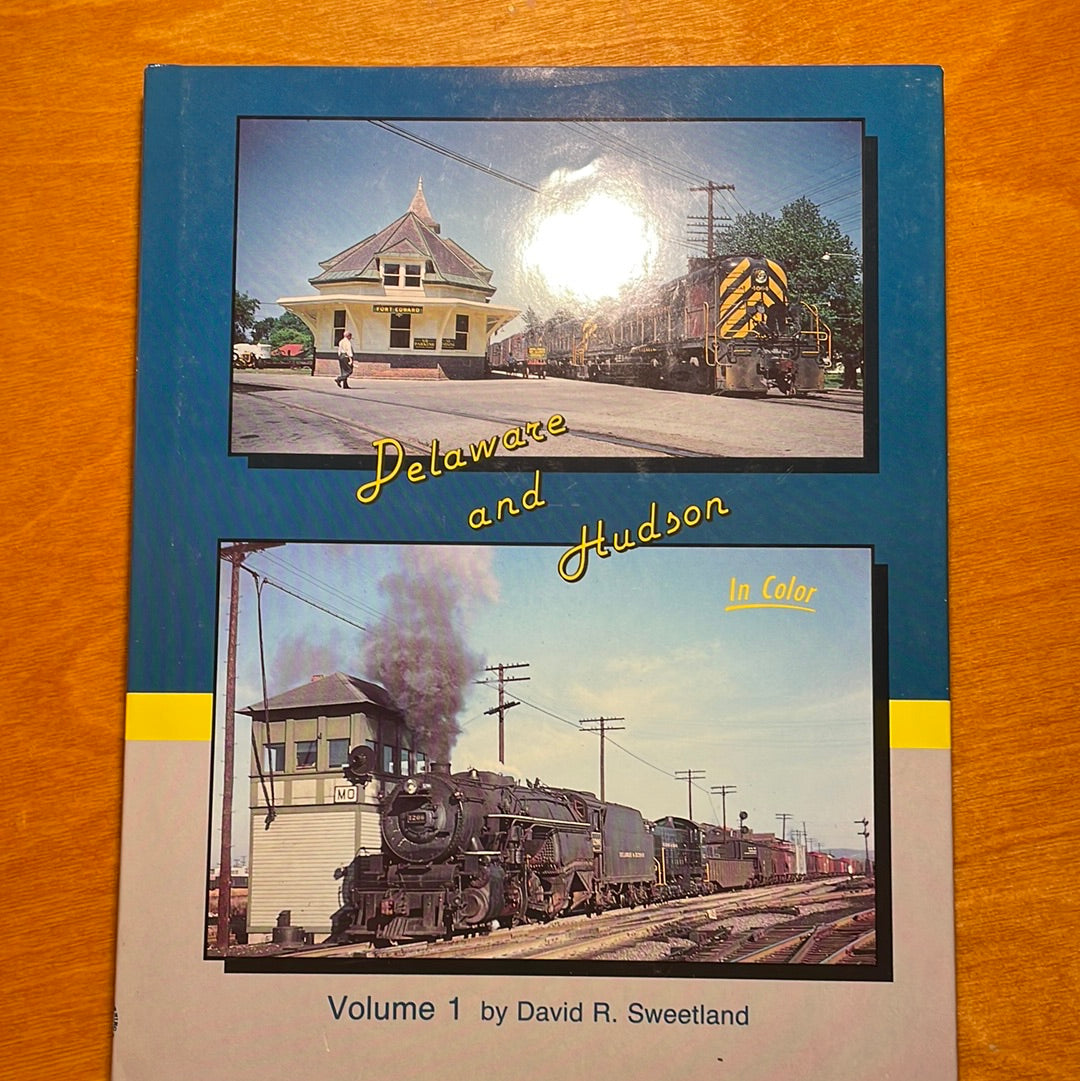 FORT EDWARD
Delaware
and
Hudson
In Color
MO
Volume 1 by David R. Sweetland